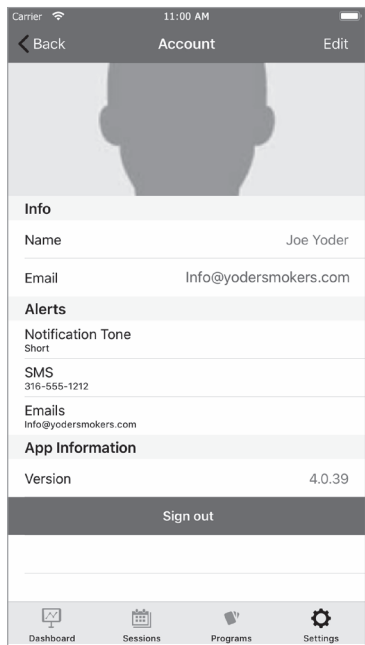 Carrier 11:00 AM
Back Account Edit
Info
Name Joe Yoder
Email Info@yodersmokers.com
Alerts
Notification Tone
Short
SMS
316-555-1212
Emails
Info@yodersmokers.com
App Information
Version 4.0.39
Sign out
Dashboard Sessions Programs Settings